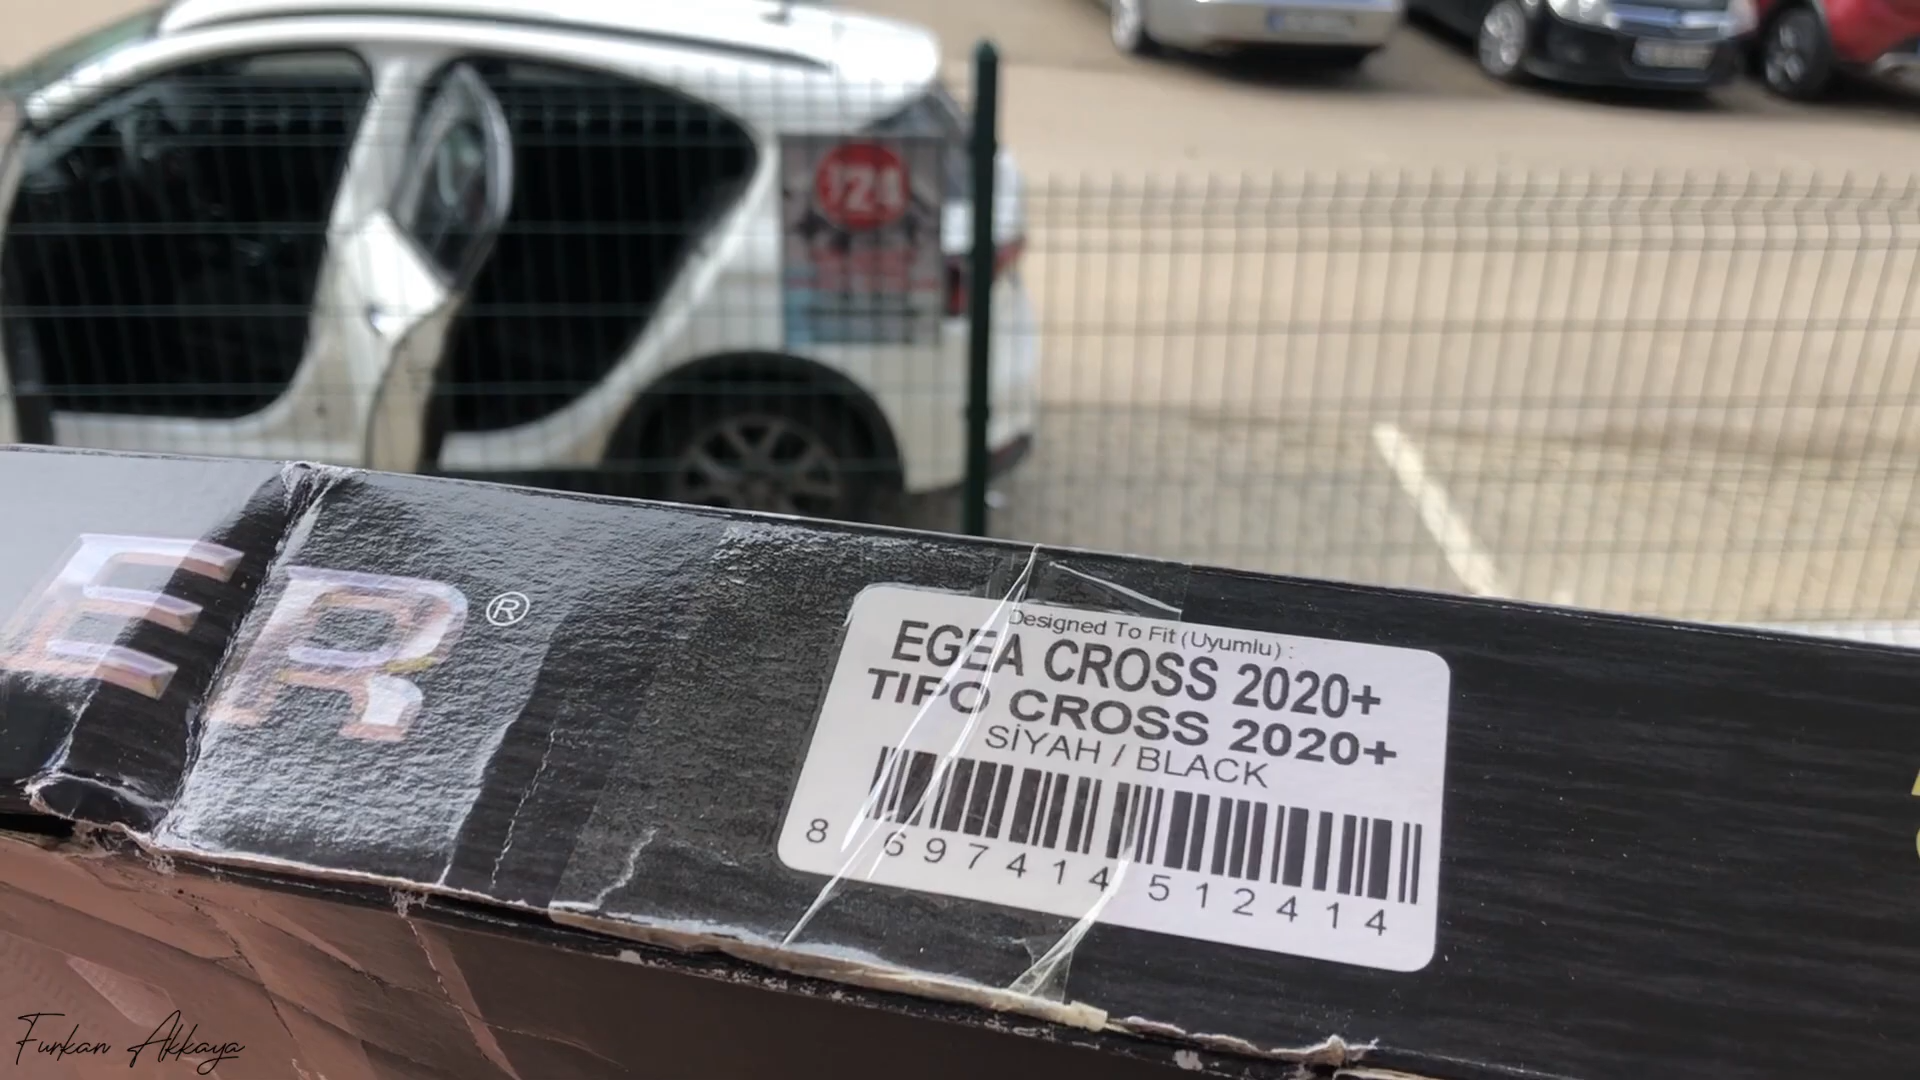 724
ER®
Designed To Fit (Uyumlu) :
EGEA CROSS 2020+
TIPO CROSS 2020+
SİYAH / BLACK
8 697414 512414
Furkan Akkaya